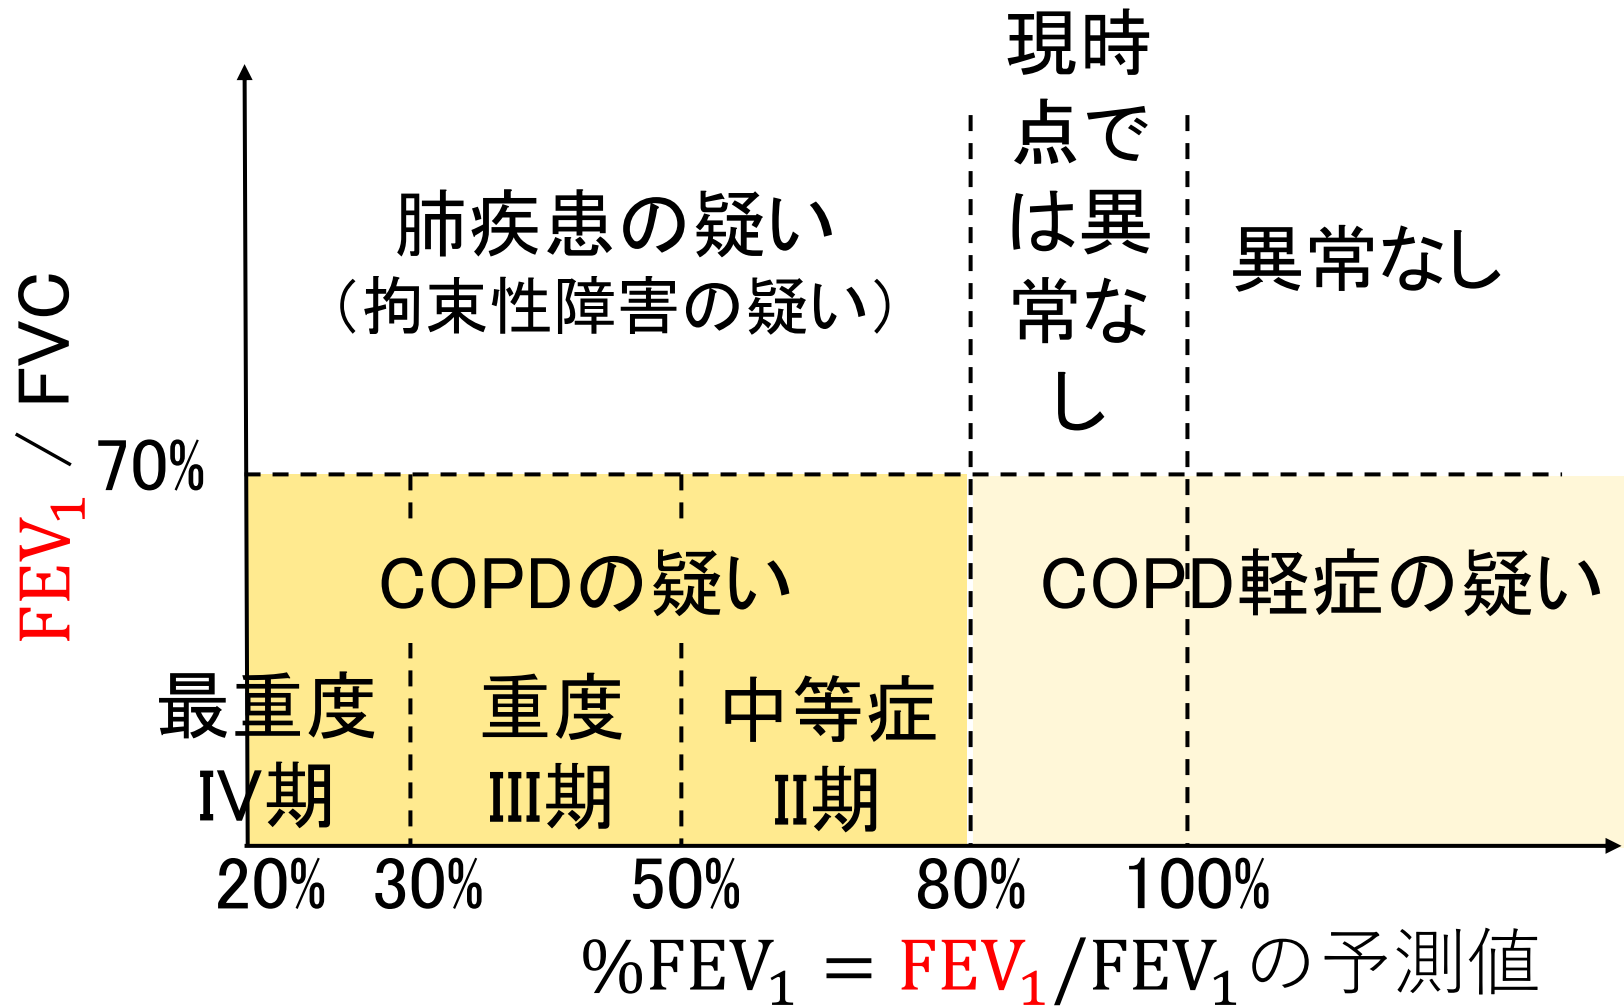 現時
点で
は異
常な
し
肺疾患の疑い
（拘束性障害の疑い）
異常なし
FEV₁ / FVC
70%
COPDの疑い
COPD軽症の疑い
最重度
IV期
重度
III期
中等症
II期
20%
30%
50%
80%
100%
%FEV₁ = FEV₁/FEV₁の予測値